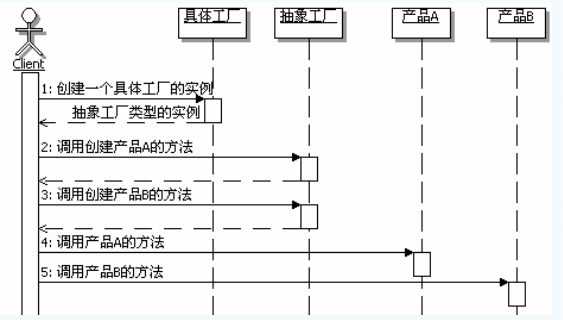 具体工厂
抽象工厂
产品A
产品B
Client
1: 创建一个具体工厂的实例
抽象工厂类型的实例
2: 调用创建产品A的方法
3: 调用创建产品B的方法
4: 调用产品A的方法
5: 调用产品B的方法